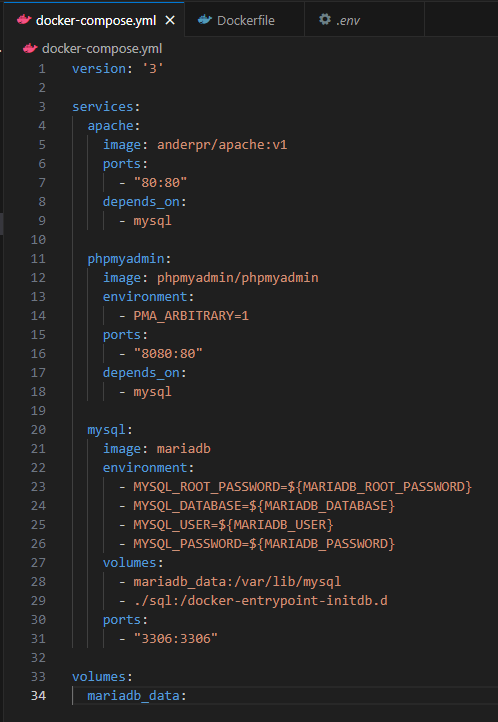 docker-compose.yml × Dockerfile .env
docker-compose.yml
1 version: '3'
2
3 services:
4   apache:
5     image: anderpr/apache:v1
6     ports:
7       - "80:80"
8     depends_on:
9       - mysql
10
11   phpmyadmin:
12     image: phpmyadmin/phpmyadmin
13     environment:
14       - PMA_ARBITRARY=1
15     ports:
16       - "8080:80"
17     depends_on:
18       - mysql
19
20   mysql:
21     image: mariadb
22     environment:
23       - MYSQL_ROOT_PASSWORD=${MARIADB_ROOT_PASSWORD}
24       - MYSQL_DATABASE=${MARIADB_DATABASE}
25       - MYSQL_USER=${MARIADB_USER}
26       - MYSQL_PASSWORD=${MARIADB_PASSWORD}
27     volumes:
28       - mariadb_data:/var/lib/mysql
29       - ./sql:/docker-entrypoint-initdb.d
30     ports:
31       - "3306:3306"
32
33 volumes:
34   mariadb_data: